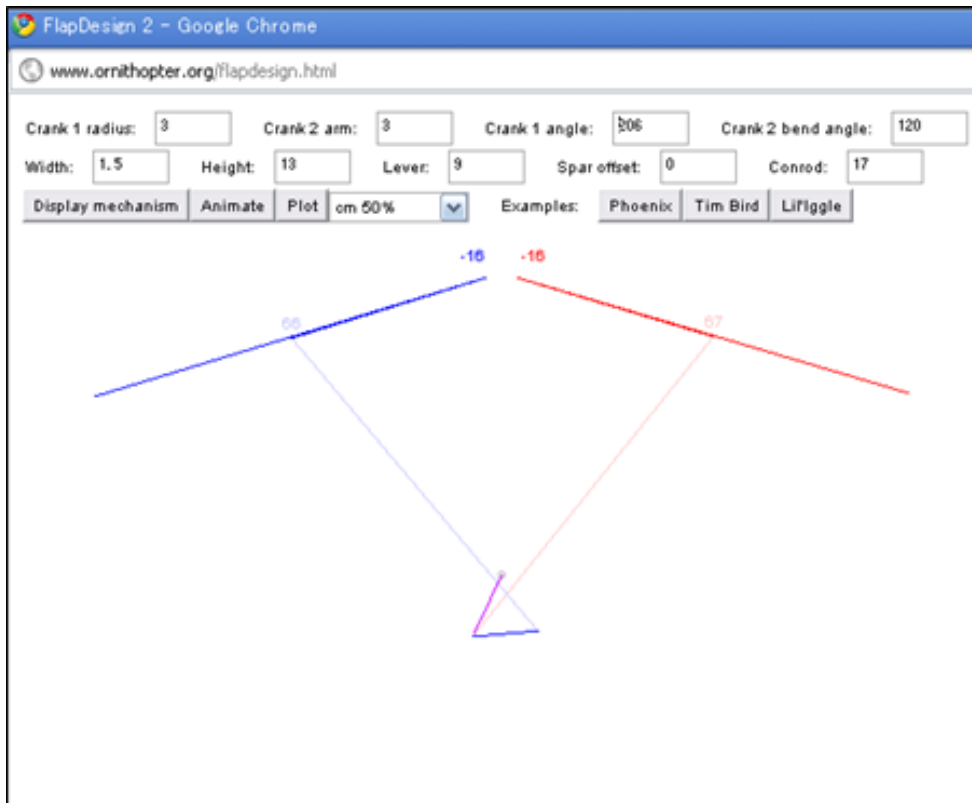 FlapDesign 2 - Google Chrome
www.ornithopter.org/flapdesign.html
Crank 1 radius: 3 Crank 2 arm: 3 Crank 1 angle: 206 Crank 2 bend angle: 120
Width: 1.5 Height: 13 Lever: 9 Spar offset: 0 Conrod: 17
Display mechanism Animate Plot cm 50% Examples: Phoenix Tim Bird Lil'Iggle
-16 -16
66 67